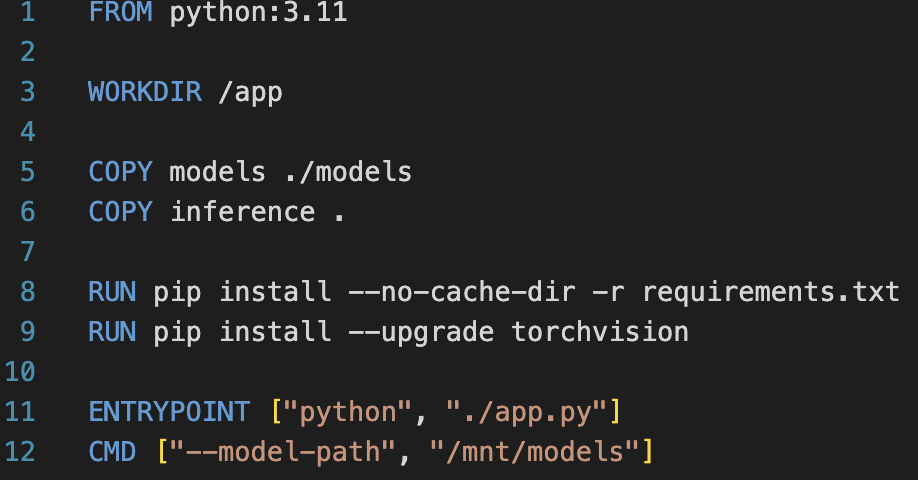 1 FROM python:3.11
2
3 WORKDIR /app
4
5 COPY models ./models
6 COPY inference .
7
8 RUN pip install --no-cache-dir -r requirements.txt
9 RUN pip install --upgrade torchvision
10
11 ENTRYPOINT ["python", "./app.py"]
12 CMD ["--model-path", "/mnt/models"]